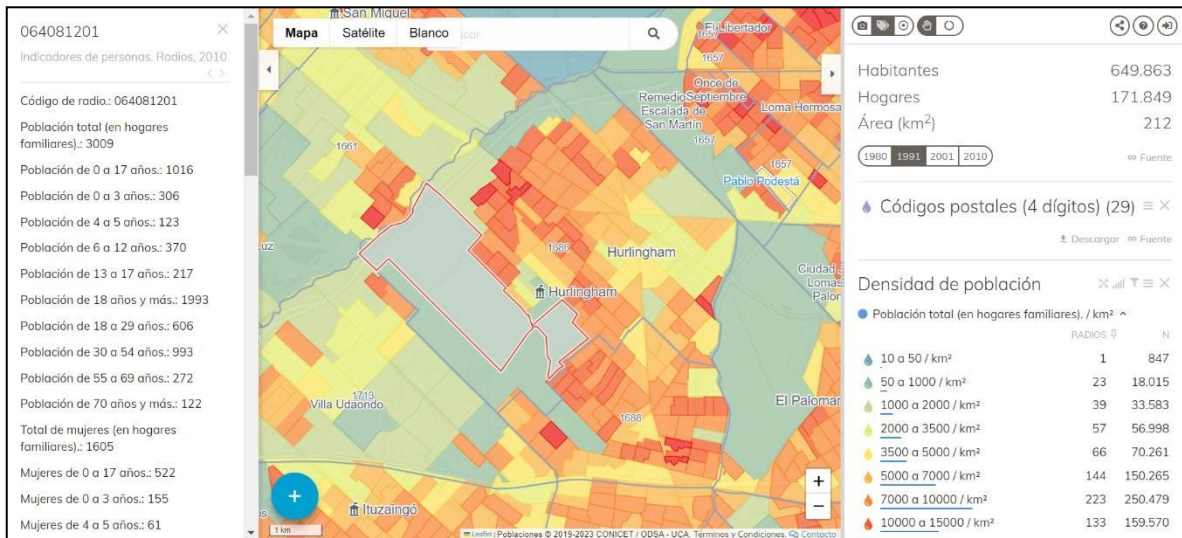 064081201
Indicadores de personas. Radios, 2010
Código de radio.: 064081201
Población total (en hogares
familiares).: 3009
Población de 0 a 17 años.: 1016
Población de 0 a 3 años.: 306
Población de 4 a 5 años.: 123
Población de 6 a 12 años.: 370
Población de 13 a 17 años.: 217
Población de 18 años y más.: 1993
Población de 18 a 29 años.: 606
Población de 30 a 54 años.: 993
Población de 55 a 69 años.: 272
Población de 70 años y más.: 122
Total de mujeres (en hogares
familiares).: 1605
Mujeres de 0 a 17 años.: 522
Mujeres de 0 a 3 años.: 155
Mujeres de 4 a 5 años.: 61
San Miguel
Mapa Satélite Blanco
El Libertador
1657
1657
Once de
Remedio Septiembre
Escalada de
San Martín
Loma Hermosa
1657
1661
1657
Pablo Podestá
1686
Hurlingham
Hurlingham
1713
Villa Udaondo
1688
El Palomar
Ituzaingó
+
+
−
1 km
Leaflet | Poblaciones © 2019-2023 CONICET / ODSA - UCA. Términos y Condiciones. Contacto
Habitantes 649.863
Hogares 171.849
Área (km²) 212
1980 1991 2001 2010
Fuente
Códigos postales (4 dígitos) (29)
Descargar Fuente
Densidad de población
Población total (en hogares familiares). / km²
RADIOS N
10 a 50 / km² 1 847
50 a 1000 / km² 23 18.015
1000 a 2000 / km² 39 33.583
2000 a 3500 / km² 57 56.998
3500 a 5000 / km² 66 70.261
5000 a 7000 / km² 144 150.265
7000 a 10000 / km² 223 250.479
10000 a 15000 / km² 133 159.570